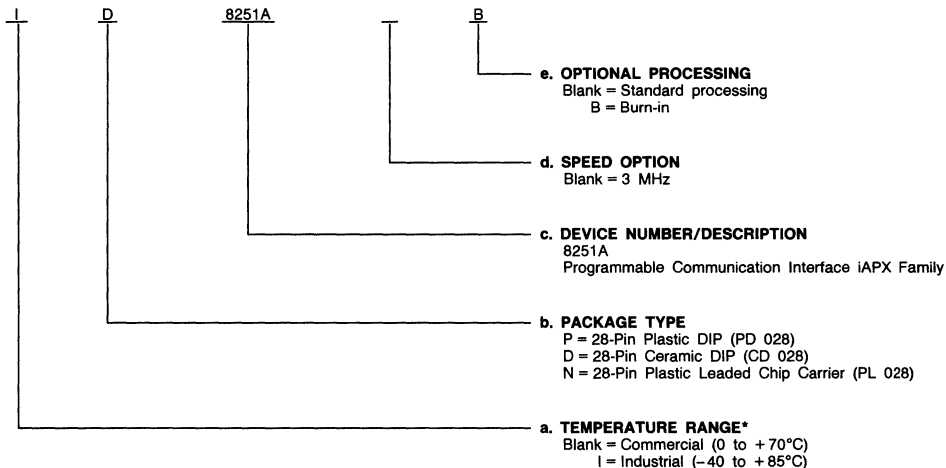 I D 8251A B
e. OPTIONAL PROCESSING
Blank = Standard processing
B = Burn-in
d. SPEED OPTION
Blank = 3 MHz
c. DEVICE NUMBER/DESCRIPTION
8251A
Programmable Communication Interface iAPX Family
b. PACKAGE TYPE
P = 28-Pin Plastic DIP (PD 028)
D = 28-Pin Ceramic DIP (CD 028)
N = 28-Pin Plastic Leaded Chip Carrier (PL 028)
a. TEMPERATURE RANGE*
Blank = Commercial (0 to +70°C)
I = Industrial (−40 to +85°C)